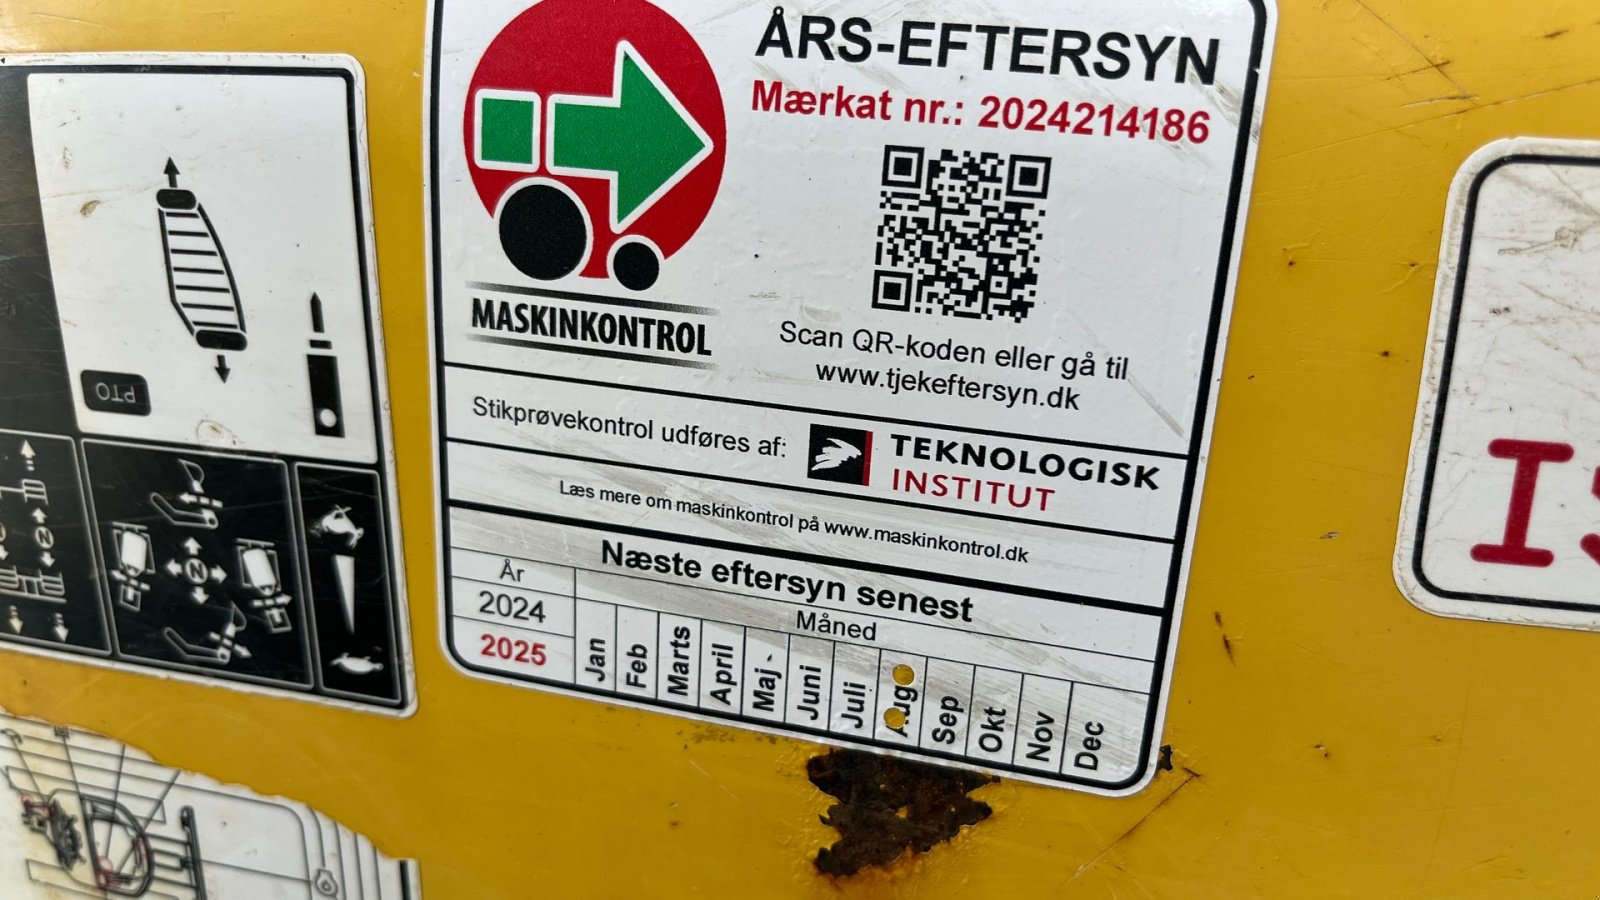 ÅRS-EFTERSYN
Mærkat nr.: 2024214186
MASKINKONTROL
Scan QR-koden eller gå til
www.tjekeftersyn.dk
Stikprøvekontrol udføres af:
TEKNOLOGISK
INSTITUT
Læs mere om maskinkontrol på www.maskinkontrol.dk
Næste eftersyn senest
År
Måned
2024
2025
Jan Feb Marts April Maj Juni Juli Aug Sep Okt Nov Dec
PTO
N
N